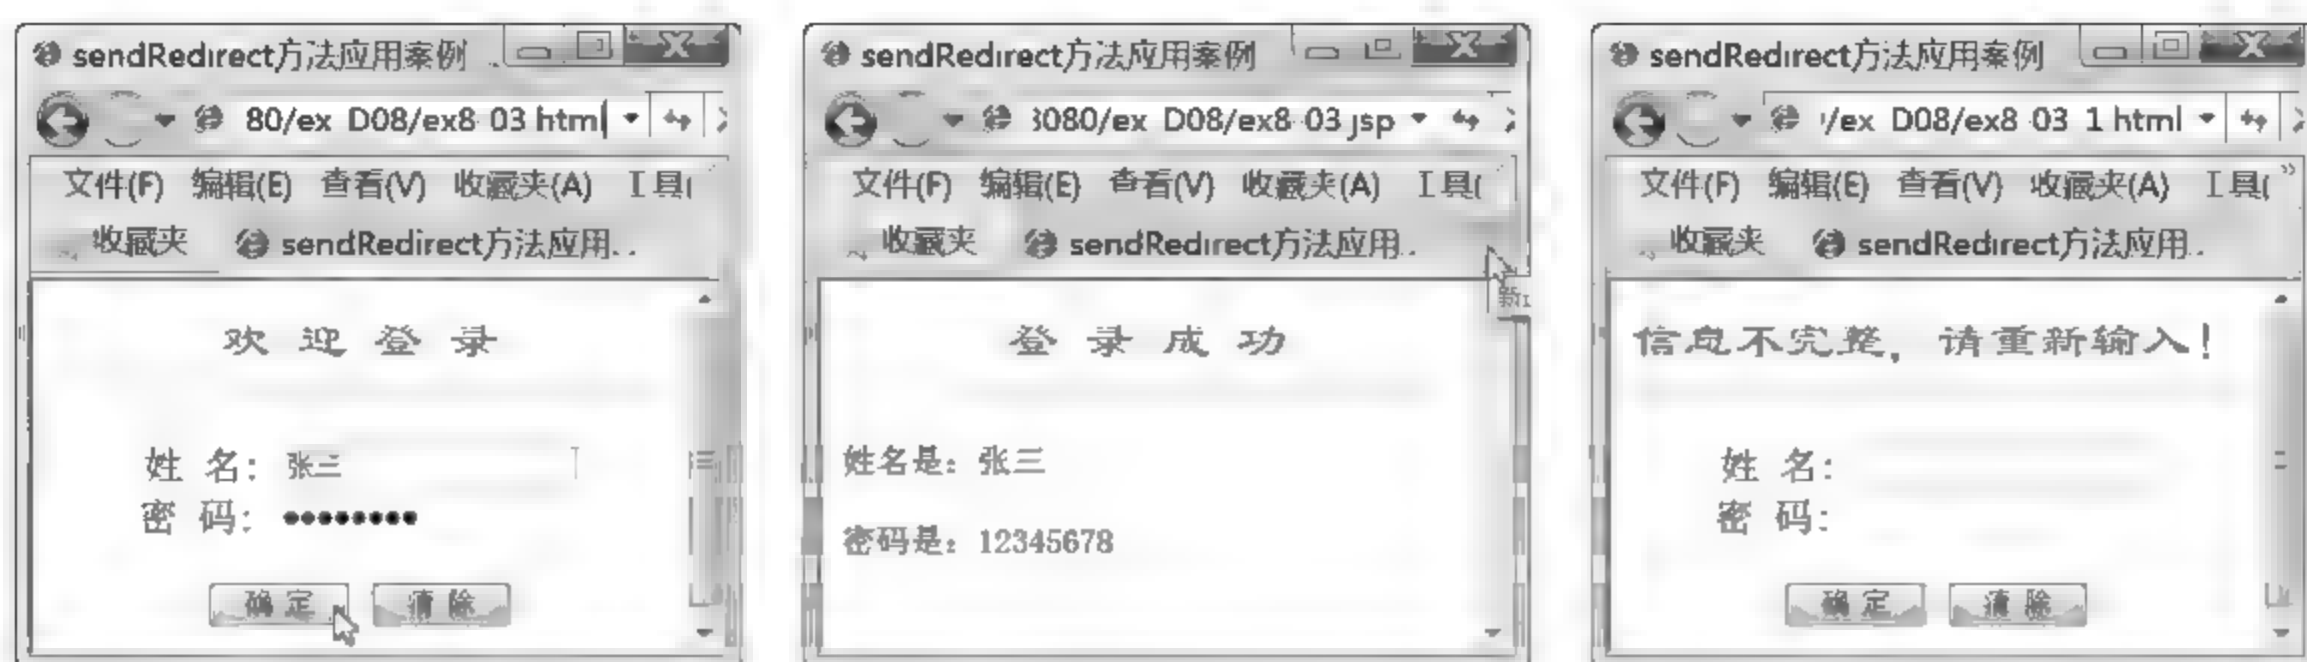 sendRedirect方法应用案例
80/ex_D08/ex8-03.html
文件(F) 编辑(E) 查看(V) 收藏夹(A) 工具(
收藏夹 sendRedirect方法应用..
欢 迎 登 录
姓 名: 张三
密 码: ••••••••
确 定 清 除
sendRedirect方法应用案例
3080/ex_D08/ex8-03.jsp
文件(F) 编辑(E) 查看(V) 收藏夹(A) 工具(
收藏夹 sendRedirect方法应用..
登 录 成 功
姓名是: 张三
密码是: 12345678
sendRedirect方法应用案例
/ex_D08/ex8-03_1.html
文件(F) 编辑(E) 查看(V) 收藏夹(A) 工具(
收藏夹 sendRedirect方法应用..
信息不完整, 请重新输入!
姓 名:
密 码:
确 定 清 除